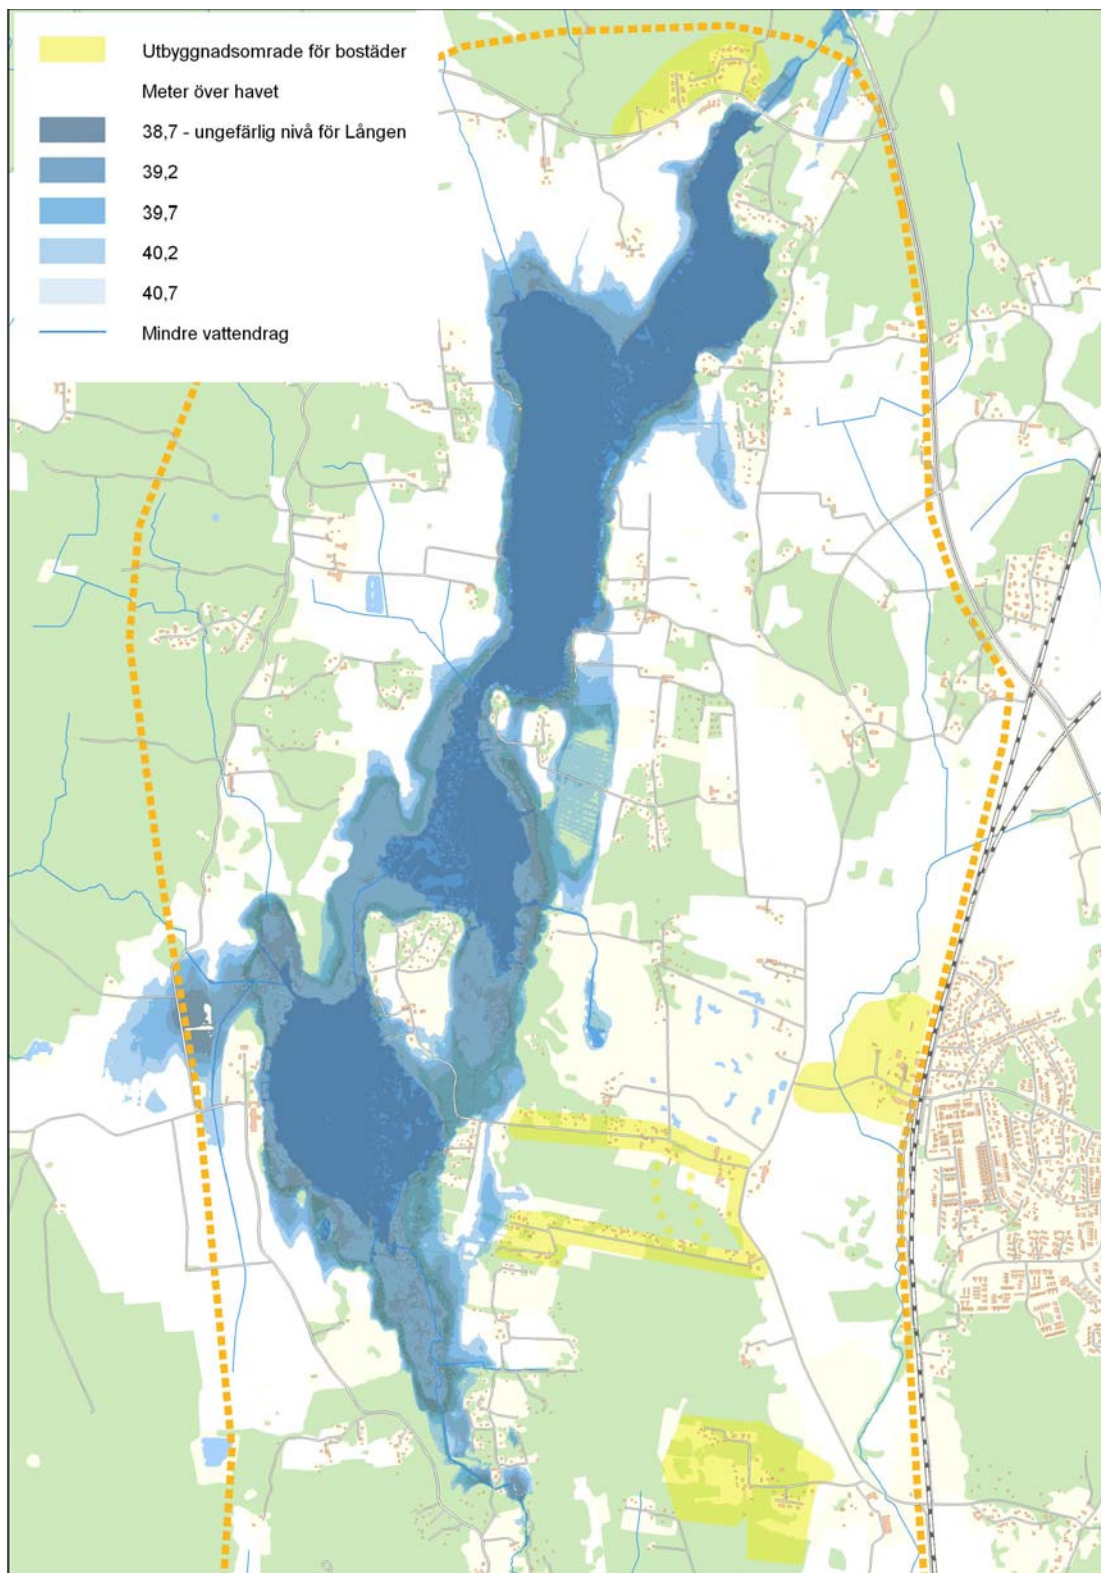 Utbyggnadsomrade för bostäder
Meter över havet
38,7 - ungefärlig nivå för Lången
39,2
39,7
40,2
40,7
Mindre vattendrag